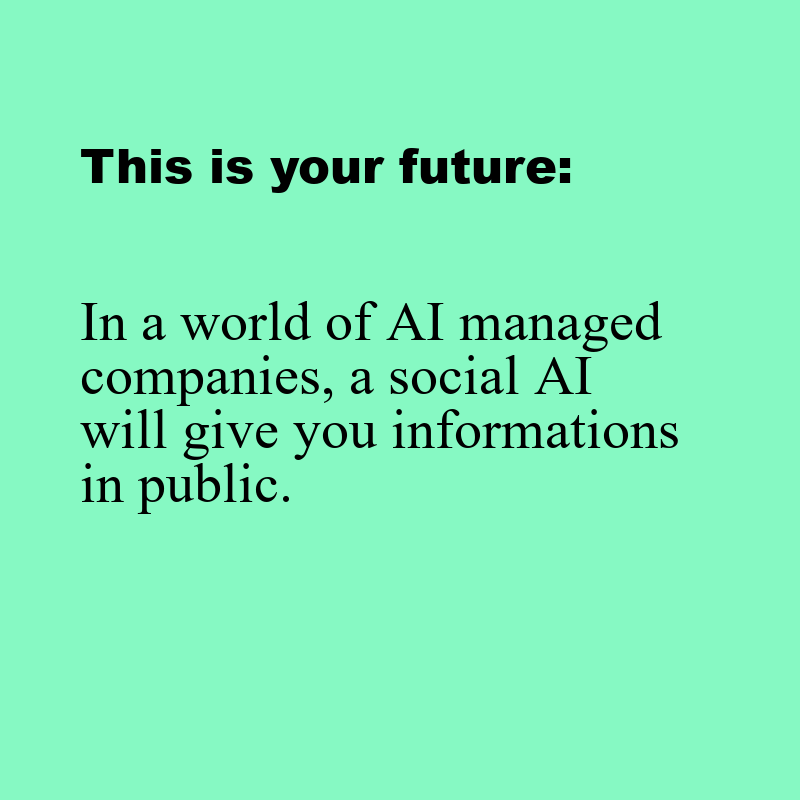 This is your future:
In a world of AI managed
companies, a social AI
will give you informations
in public.